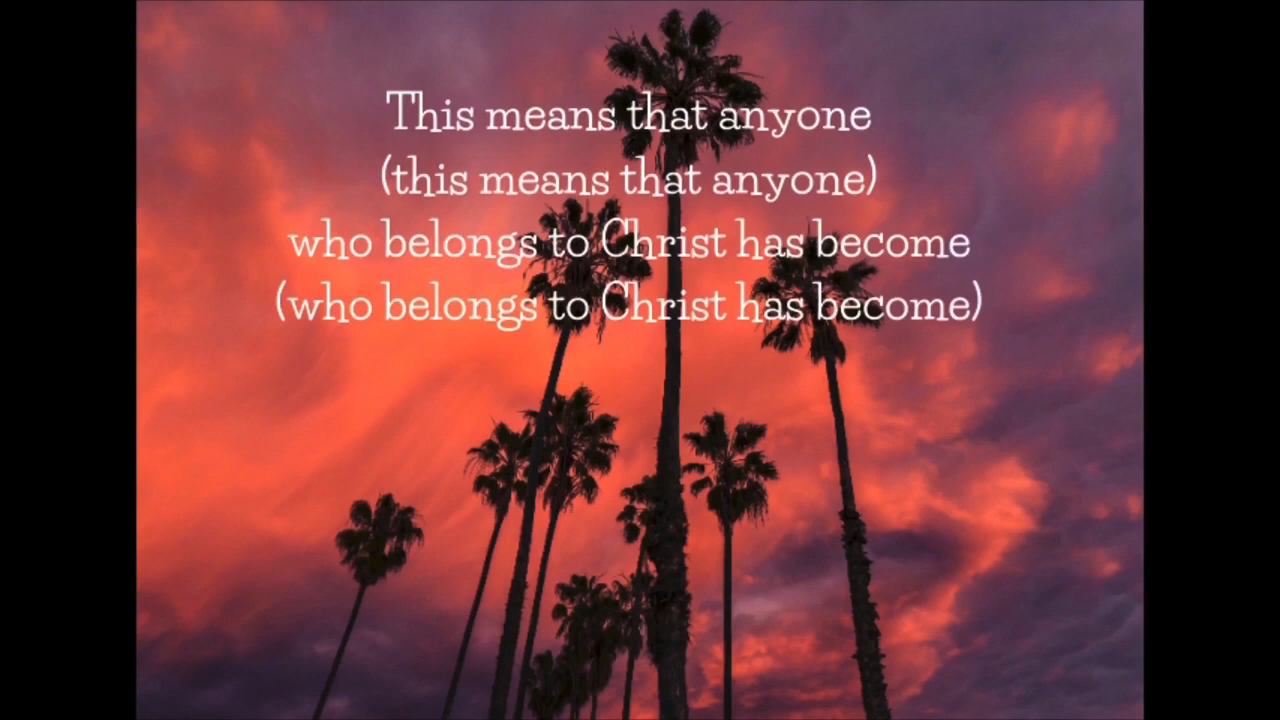 This means that anyone
(this means that anyone)
who belongs to Christ has become
(who belongs to Christ has become)